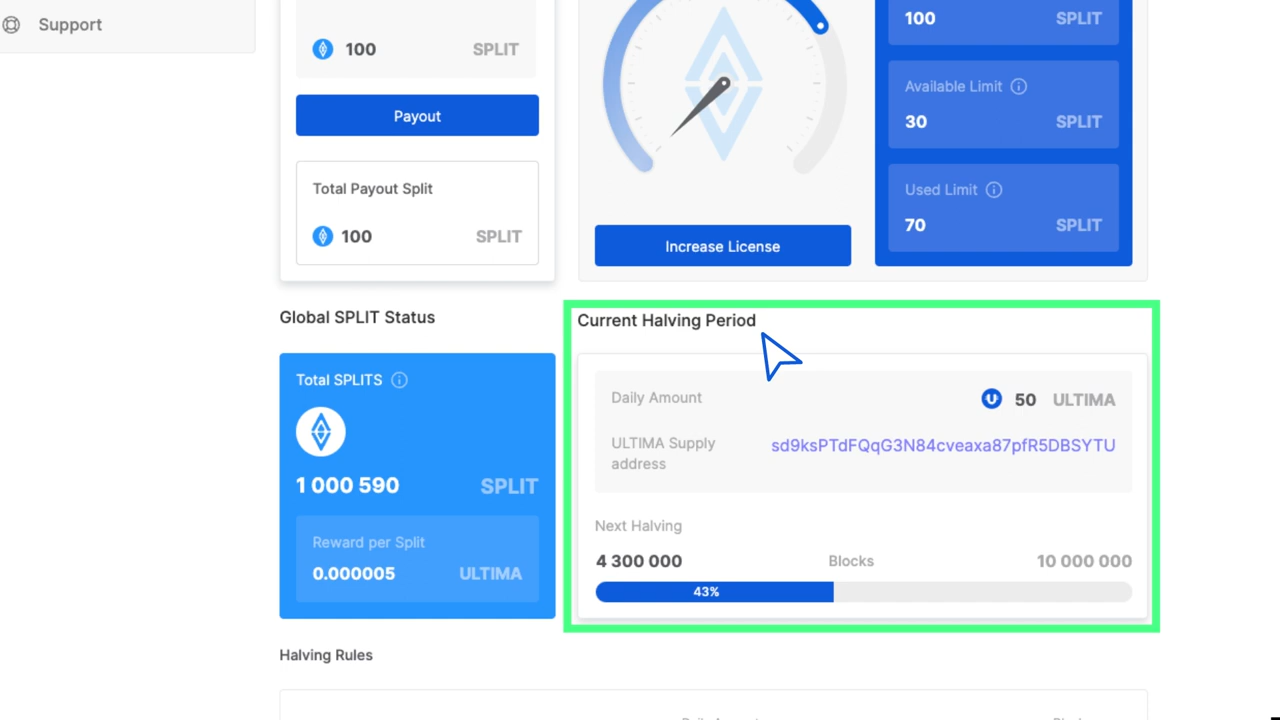 Support
100 SPLIT
Payout
Total Payout Split
100 SPLIT
Increase License
100 SPLIT
Available Limit
30 SPLIT
Used Limit
70 SPLIT
Global SPLIT Status
Total SPLITS
1 000 590 SPLIT
Reward per Split
0.000005 ULTIMA
Current Halving Period
Daily Amount 50 ULTIMA
ULTIMA Supply address sd9ksPTdFQqG3N84cveaxa87pfR5DBSYTU
Next Halving
4 300 000 Blocks 10 000 000
43%
Halving Rules